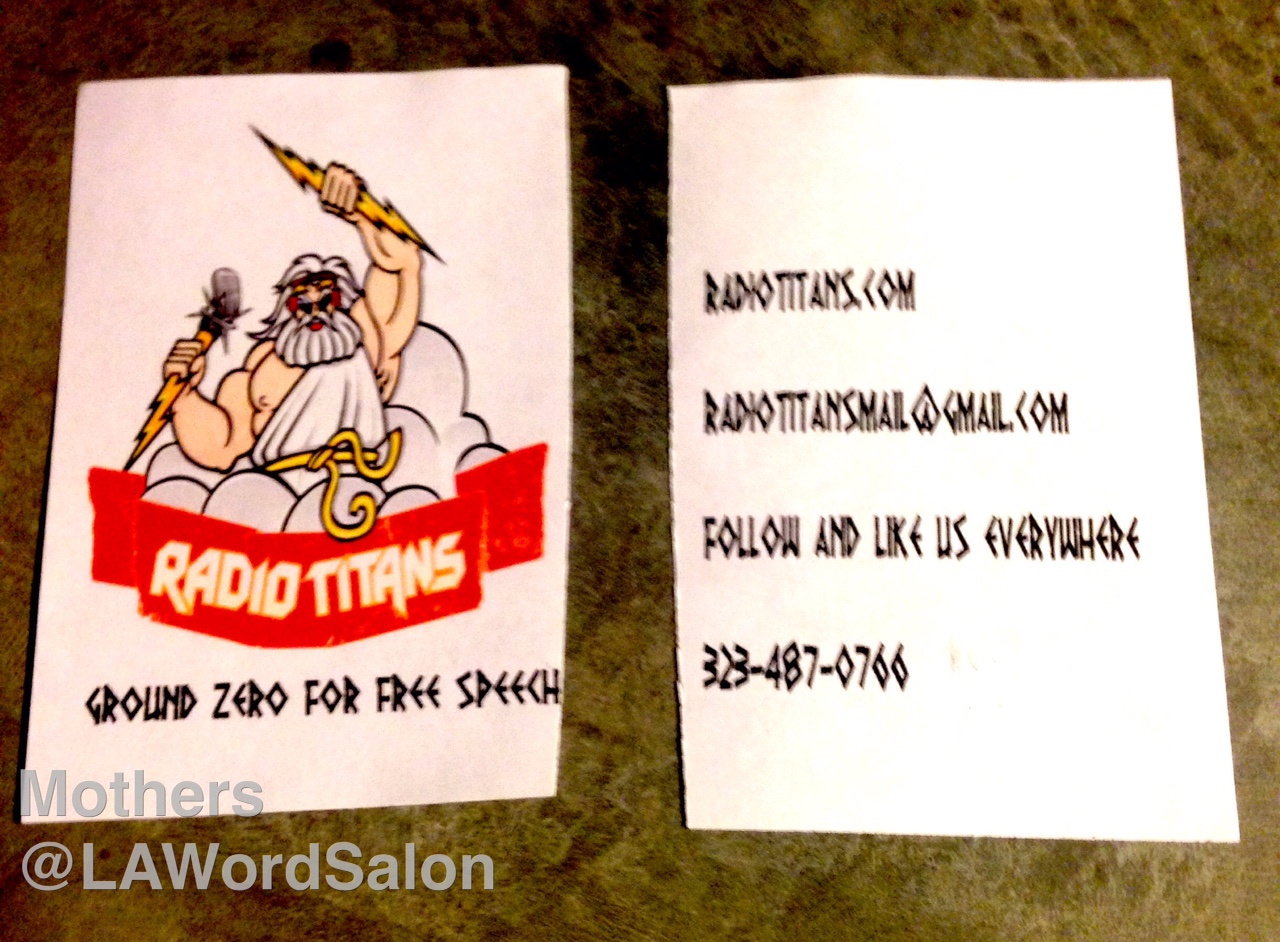 RADIO TITANS
GROUND ZERO FOR FREE SPEECH
RADIOTITANS.COM
RADIOTITANSMAIL@GMAIL.COM
FOLLOW AND LIKE US EVERYWHERE
323-487-0766
Mothers
@LAWordSalon